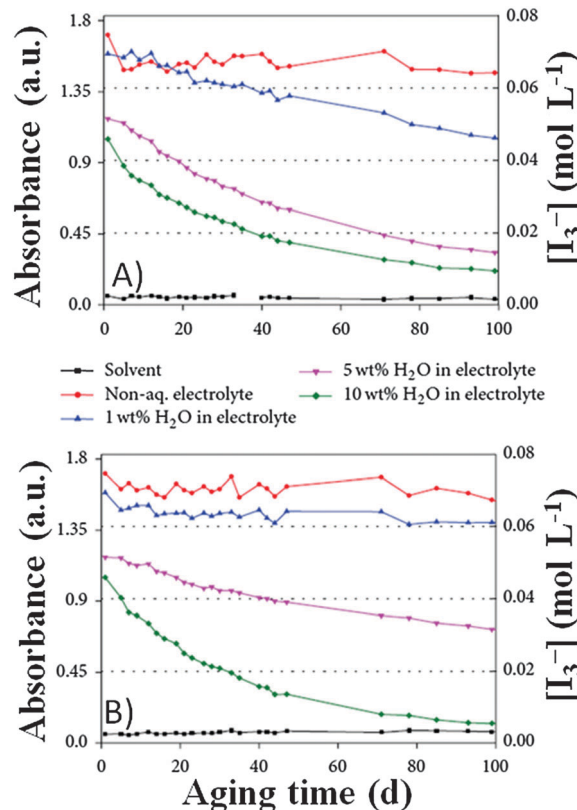 1.8
1.35
0.9
0.45
0.0
Absorbance (a.u.)
A)
0.08
0.06
0.04
0.02
0.00
[I₃⁻] (mol L⁻¹)
0 20 40 60 80 100
Solvent
Non-aq. electrolyte
1 wt% H₂O in electrolyte
5 wt% H₂O in electrolyte
10 wt% H₂O in electrolyte
1.8
1.35
0.9
0.45
0.0
Absorbance (a.u.)
B)
0.08
0.06
0.04
0.02
0.00
[I₃⁻] (mol L⁻¹)
0 20 40 60 80 100
Aging time (d)